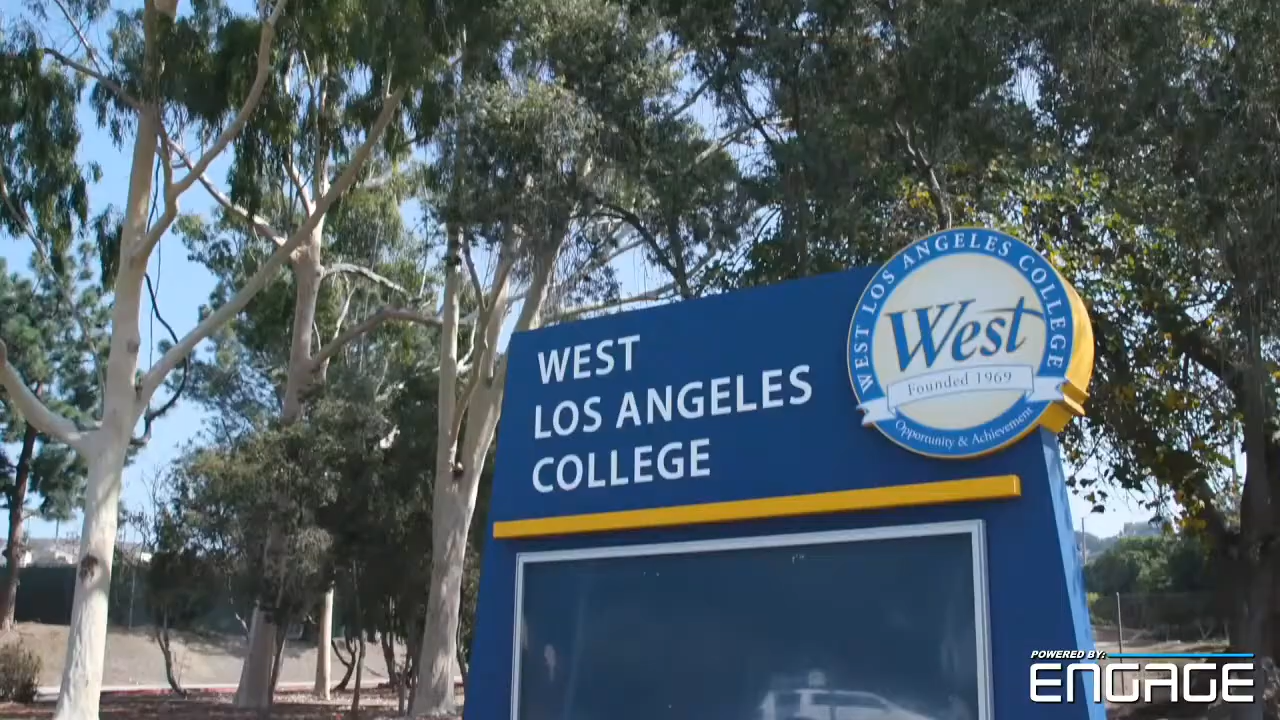 WEST
LOS ANGELES
COLLEGE
WEST LOS ANGELES COLLEGE
West
Founded 1969
Opportunity & Achievement
POWERED BY:
ENGAGE